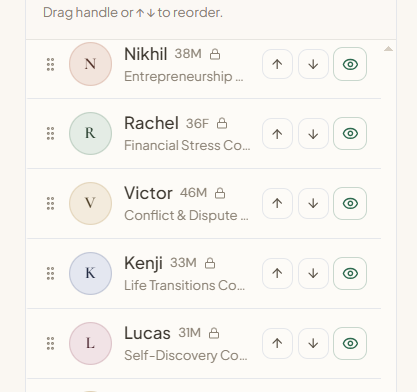 Drag handle or ↑ ↓ to reorder.
N
Nikhil 38M
Entrepreneurship ...
R
Rachel 36F
Financial Stress Co...
V
Victor 46M
Conflict & Dispute ...
K
Kenji 33M
Life Transitions Co...
L
Lucas 31M
Self-Discovery Co...